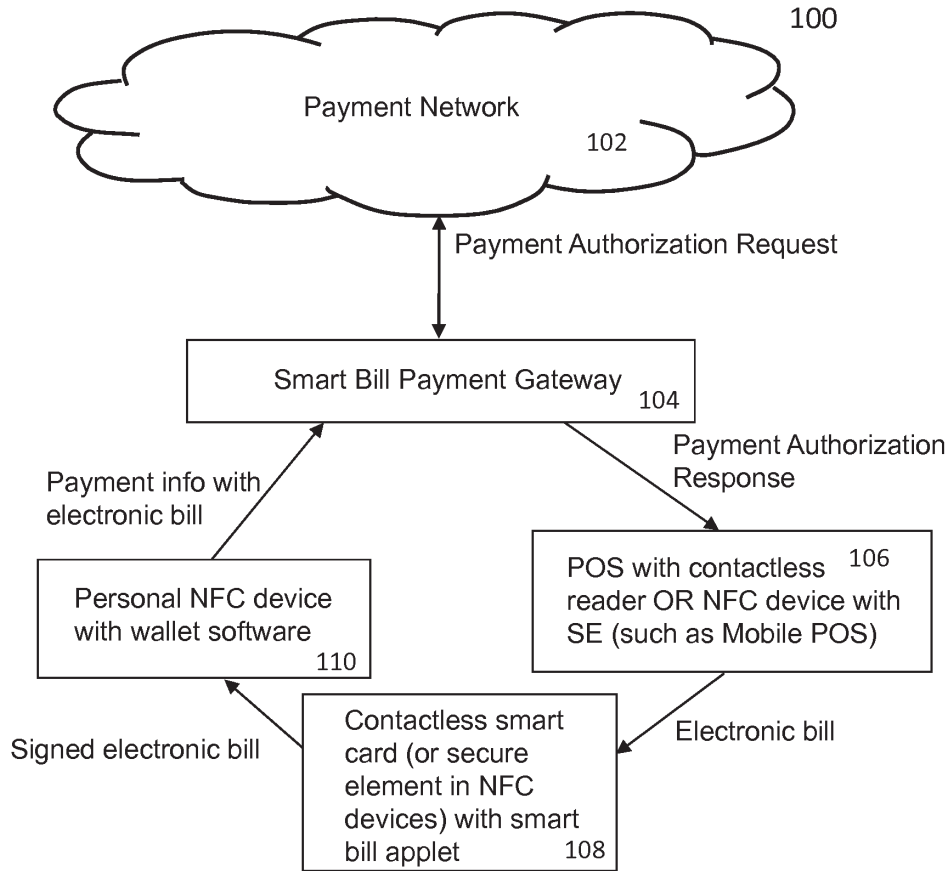 100
Payment Network
102
Payment Authorization Request
Smart Bill Payment Gateway
104
Payment Authorization
Response
Payment info with
electronic bill
POS with contactless 106
reader OR NFC device with
SE (such as Mobile POS)
Personal NFC device
with wallet software
110
Electronic bill
Signed electronic bill
Contactless smart
card (or secure
element in NFC
devices) with smart
bill applet
108